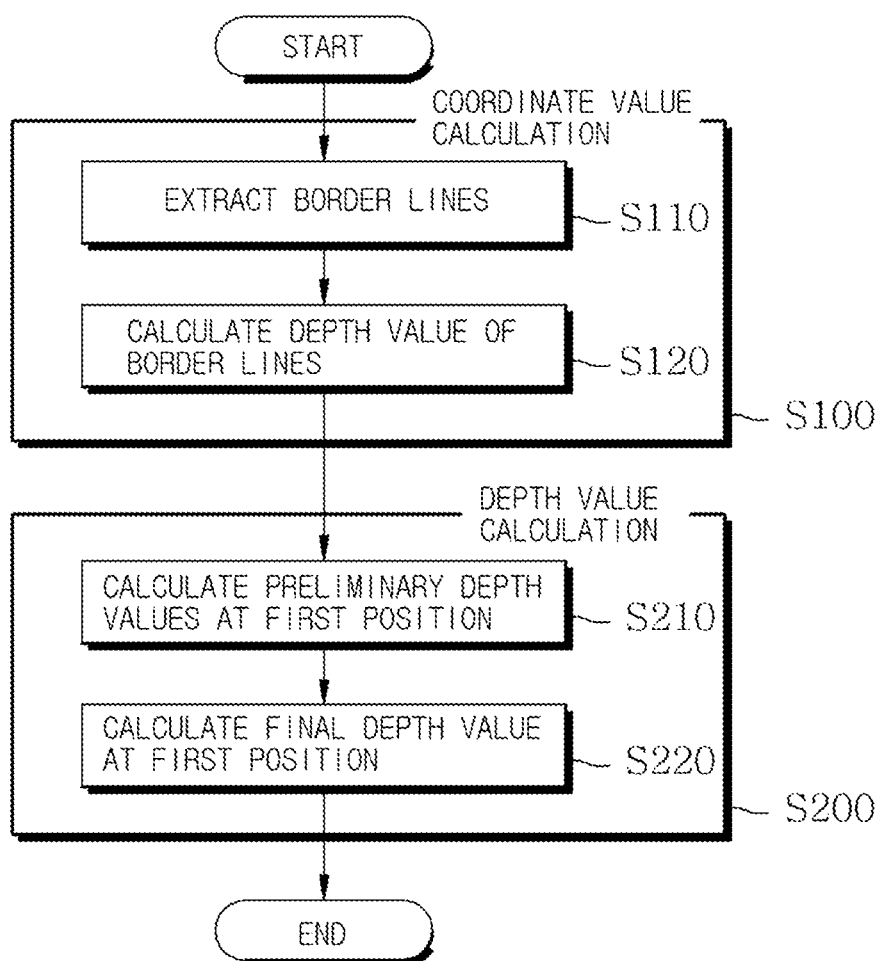 START
COORDINATE VALUE
CALCULATION
EXTRACT BORDER LINES
S110
CALCULATE DEPTH VALUE OF
BORDER LINES
S120
S100
DEPTH VALUE
CALCULATION
CALCULATE PRELIMINARY DEPTH
VALUES AT FIRST POSITION
S210
CALCULATE FINAL DEPTH VALUE
AT FIRST POSITION
S220
S200
END